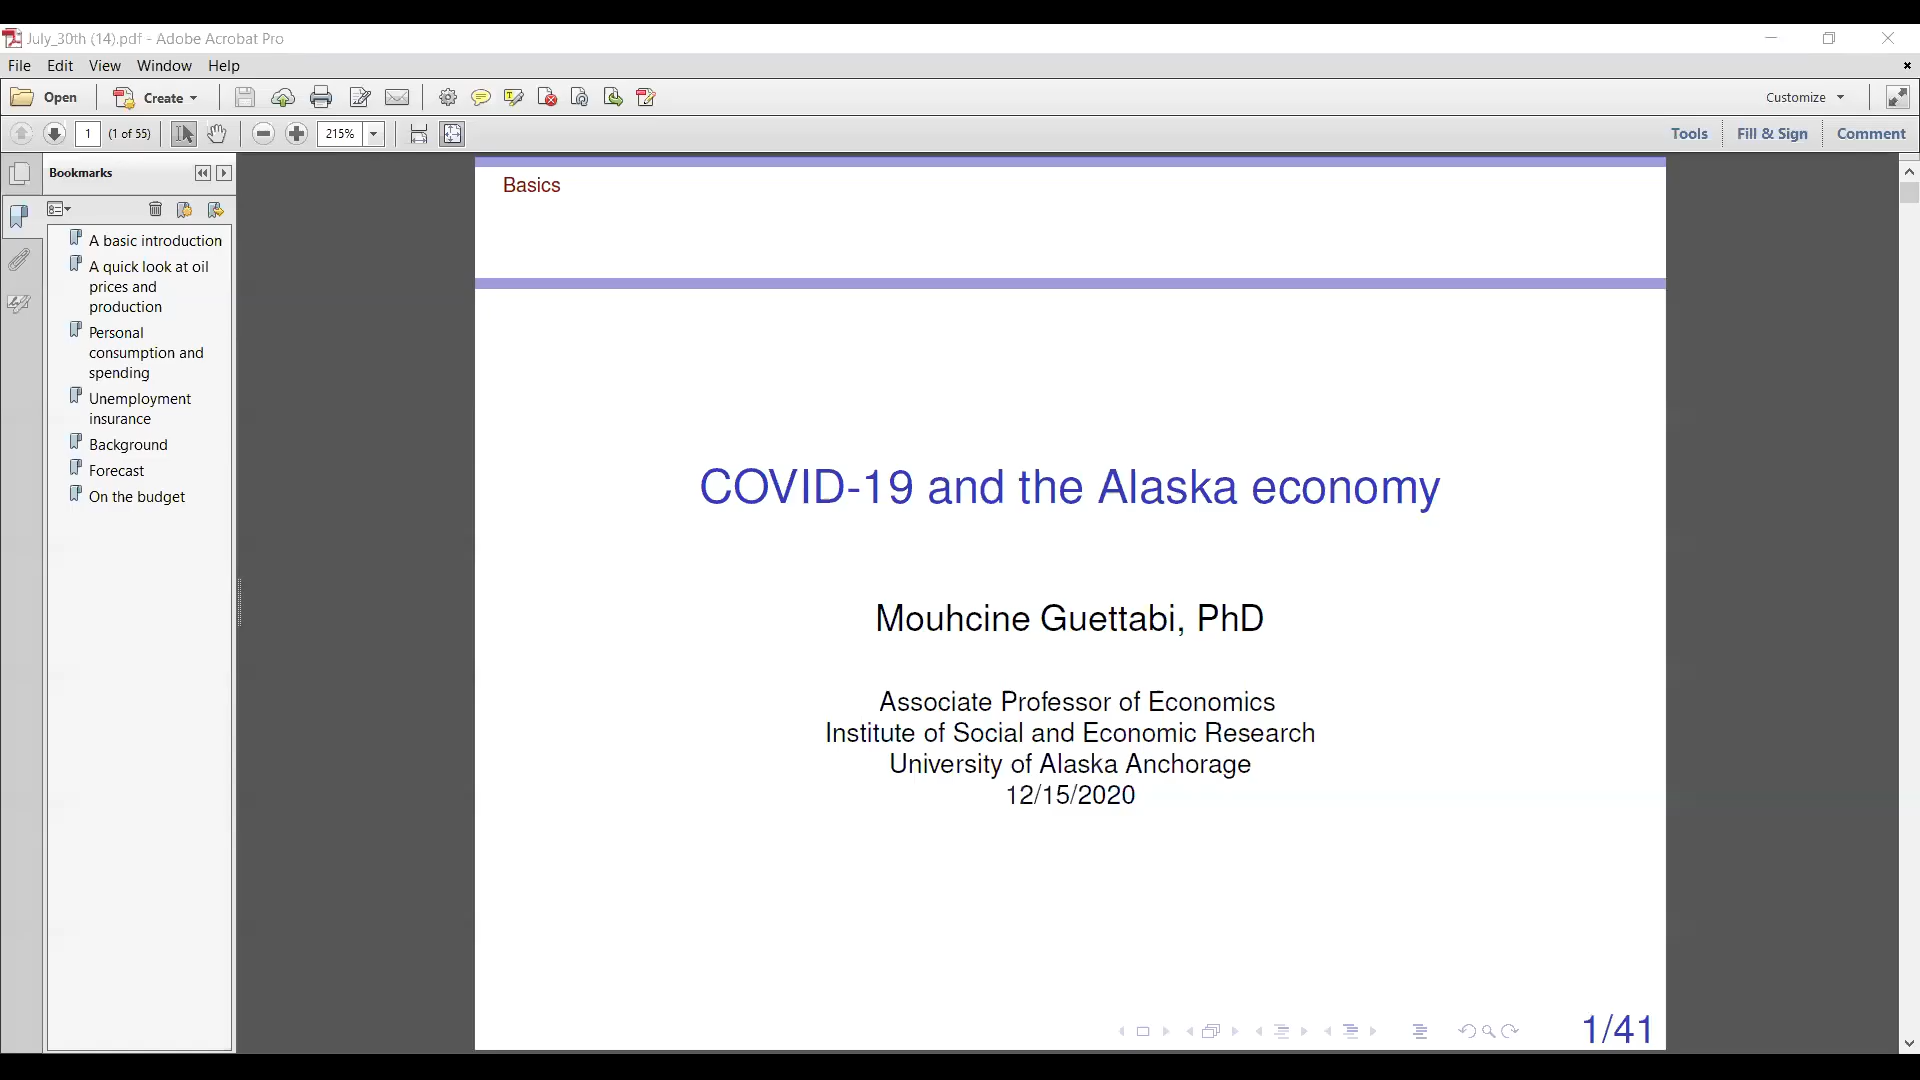 July_30th (14).pdf - Adobe Acrobat Pro
File Edit View Window Help
Open Create Customize
1 (1 of 55) 215% Tools Fill & Sign Comment
Bookmarks
A basic introduction
A quick look at oil
prices and
production
Personal
consumption and
spending
Unemployment
insurance
Background
Forecast
On the budget
Basics
COVID-19 and the Alaska economy
Mouhcine Guettabi, PhD
Associate Professor of Economics
Institute of Social and Economic Research
University of Alaska Anchorage
12/15/2020
1/41